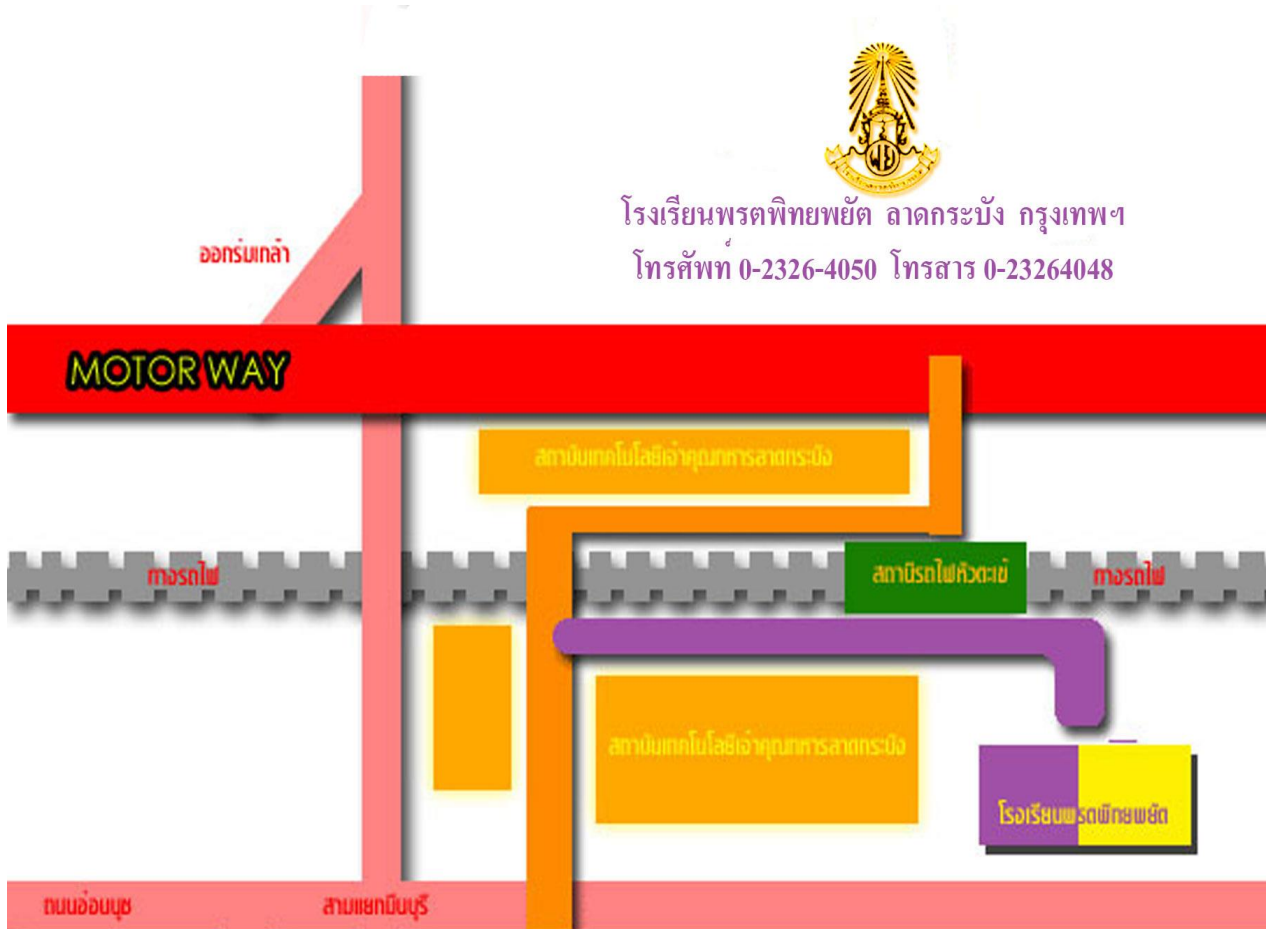 โรงเรียนพรตพิทยพยัต ลาดกระบัง กรุงเทพฯ
โทรศัพท์ 0-2326-4050 โทรสาร 0-23264048
ออกร่มเกล้า
MOTOR WAY
สถาบันเทคโนโลยีเจ้าคุณทหารลาดกระบัง
ทางรถไฟ
สถานีรถไฟหัวตะเข้
ทางรถไฟ
สถาบันเทคโนโลยีเจ้าคุณทหารลาดกระบัง
โรงเรียนพรตพิทยพยัต
ถนนอ่อนนุช
สามแยกมีนบุรี